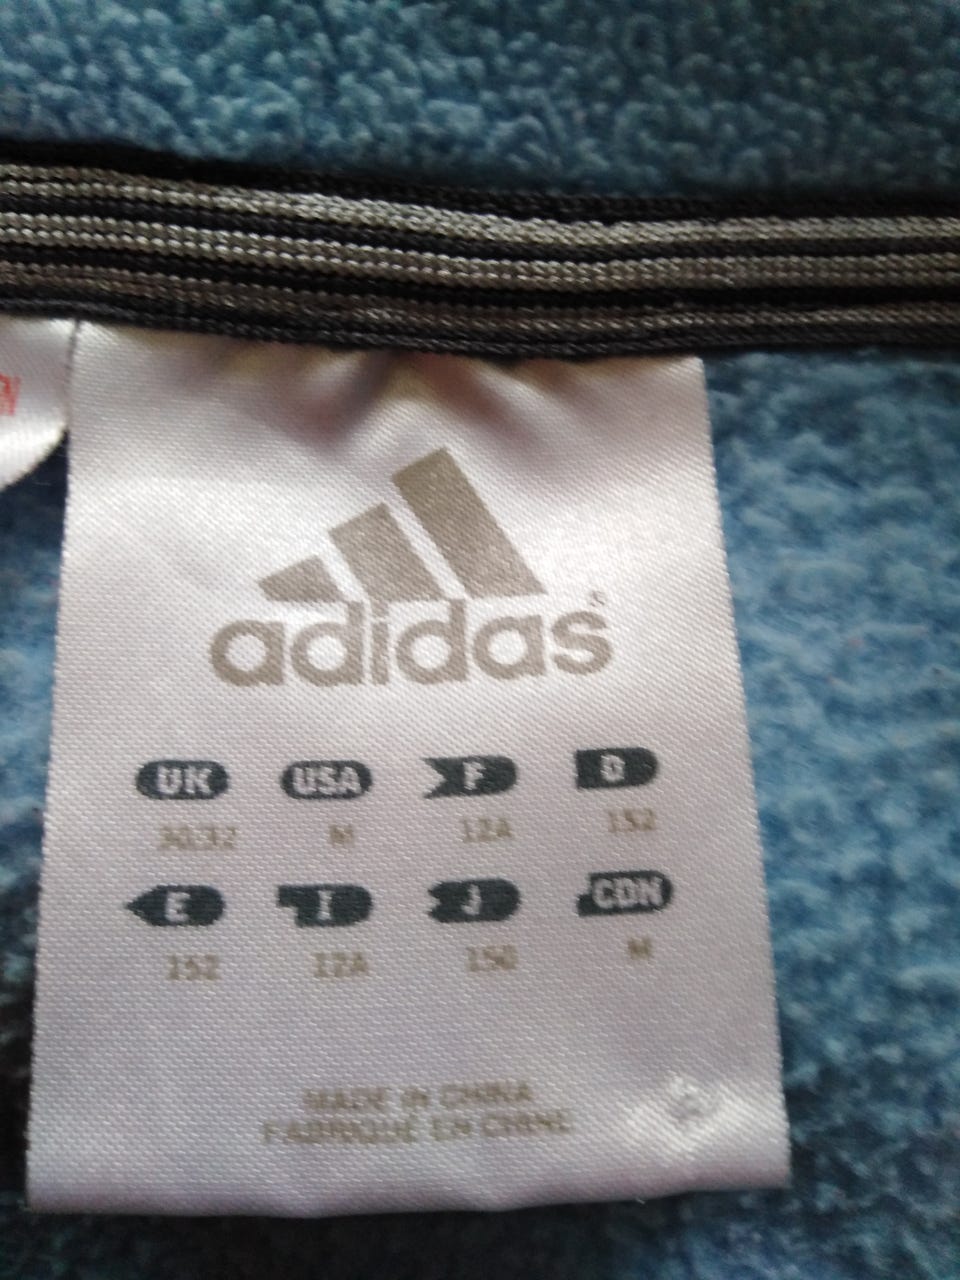 adidas
UK USA F D
30/32 M 12A 152
E I J CDN
152 12A 150 M
MADE IN CHINA
FABRIQUÉ EN CHINE